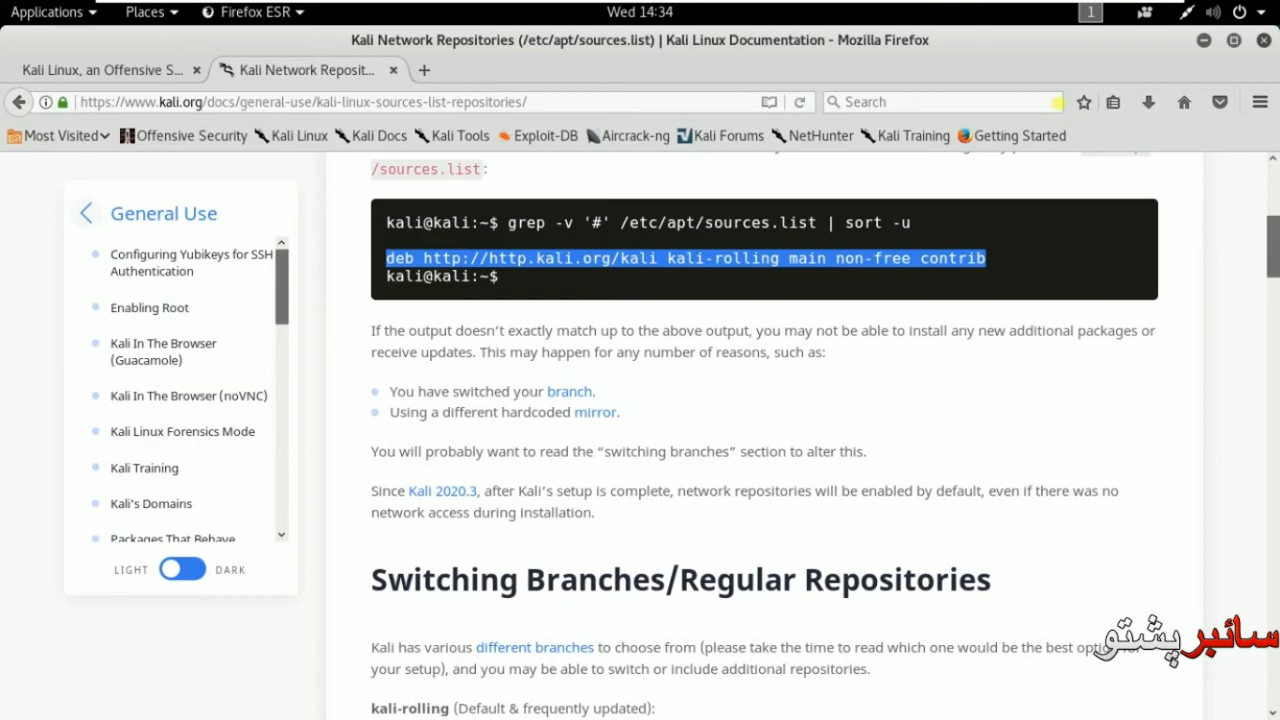 Applications Places Firefox ESR Wed 14:34 1
Kali Network Repositories (/etc/apt/sources.list) | Kali Linux Documentation - Mozilla Firefox
Kali Linux, an Offensive S... Kali Network Reposit...
https://www.kali.org/docs/general-use/kali-linux-sources-list-repositories/ Search
Most Visited Offensive Security Kali Linux Kali Docs Kali Tools Exploit-DB Aircrack-ng Kali Forums NetHunter Kali Training Getting Started
/sources.list:
General Use
Configuring Yubikeys for SSH
Authentication
Enabling Root
Kali In The Browser
(Guacamole)
Kali In The Browser (noVNC)
Kali Linux Forensics Mode
Kali Training
Kali's Domains
Packages That Behave
LIGHT DARK
kali@kali:~$ grep -v '#' /etc/apt/sources.list | sort -u
deb http://http.kali.org/kali kali-rolling main non-free contrib
kali@kali:~$
If the output doesn’t exactly match up to the above output, you may not be able to install any new additional packages or
receive updates. This may happen for any number of reasons, such as:
You have switched your branch.
Using a different hardcoded mirror.
You will probably want to read the “switching branches” section to alter this.
Since Kali 2020.3, after Kali’s setup is complete, network repositories will be enabled by default, even if there was no
network access during installation.
Switching Branches/Regular Repositories
Kali has various different branches to choose from (please take the time to read which one would be the best
your setup), and you may be able to switch or include additional repositories.
kali-rolling (Default & frequently updated):
سائبر پشتو